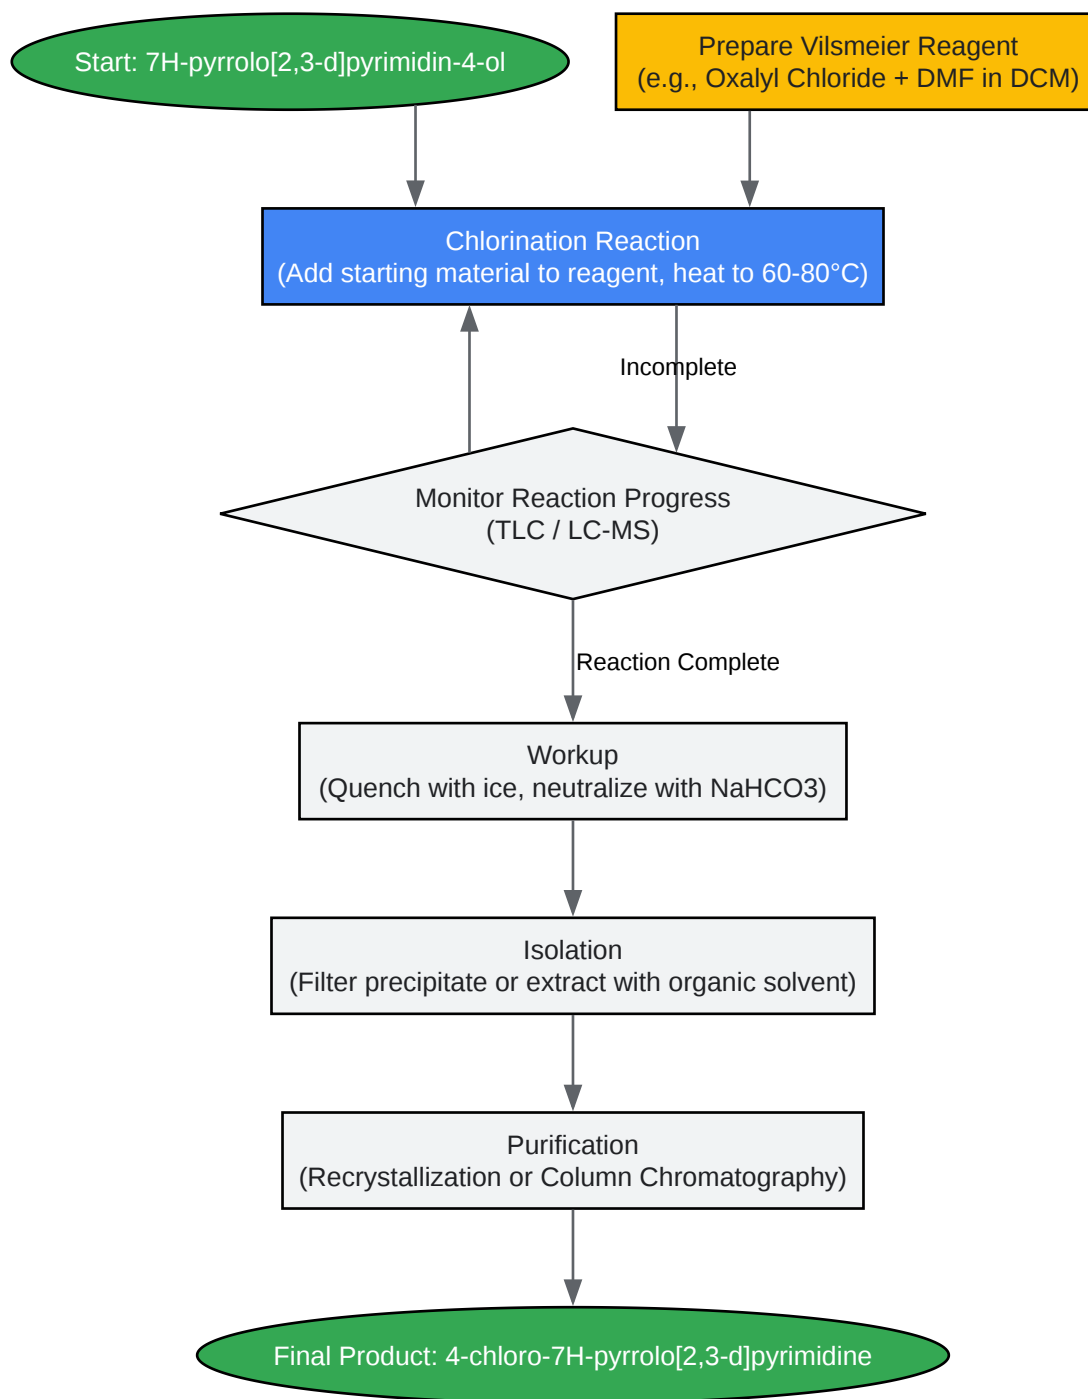 Start: 7H-pyrrolo[2,3-d]pyrimidin-4-ol
Prepare Vilsmeier Reagent
(e.g., Oxalyl Chloride + DMF in DCM)
Chlorination Reaction
(Add starting material to reagent, heat to 60-80°C)
Incomplete
Monitor Reaction Progress
(TLC / LC-MS)
Reaction Complete
Workup
(Quench with ice, neutralize with NaHCO3)
Isolation
(Filter precipitate or extract with organic solvent)
Purification
(Recrystallization or Column Chromatography)
Final Product: 4-chloro-7H-pyrrolo[2,3-d]pyrimidine